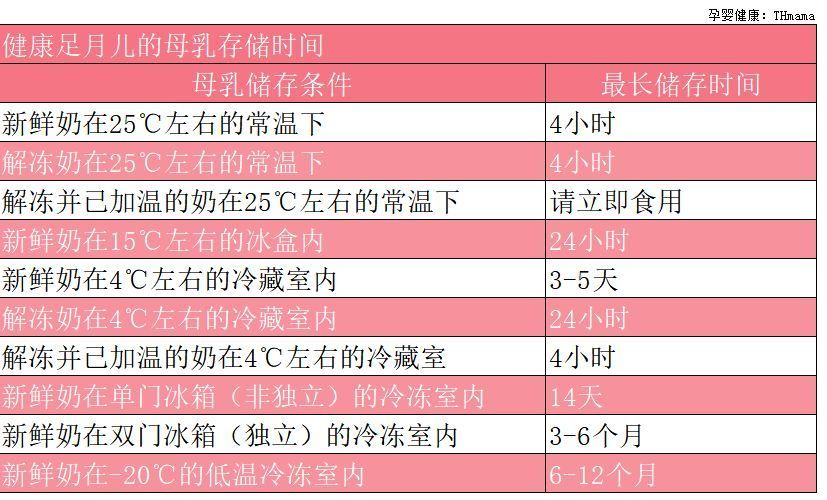 孕婴健康：THmama
健康足月儿的母乳存储时间
母乳储存条件 最长储存时间
新鲜奶在25℃左右的常温下 4小时
解冻奶在25℃左右的常温下 4小时
解冻并已加温的奶在25℃左右的常温下 请立即食用
新鲜奶在15℃左右的冰盒内 24小时
新鲜奶在4℃左右的冷藏室内 3-5天
解冻奶在4℃左右的冷藏室内 24小时
解冻并已加温的奶在4℃左右的冷藏室 4小时
新鲜奶在单门冰箱（非独立）的冷冻室内 14天
新鲜奶在双门冰箱（独立）的冷冻室内 3-6个月
新鲜奶在-20℃的低温冷冻室内 6-12个月